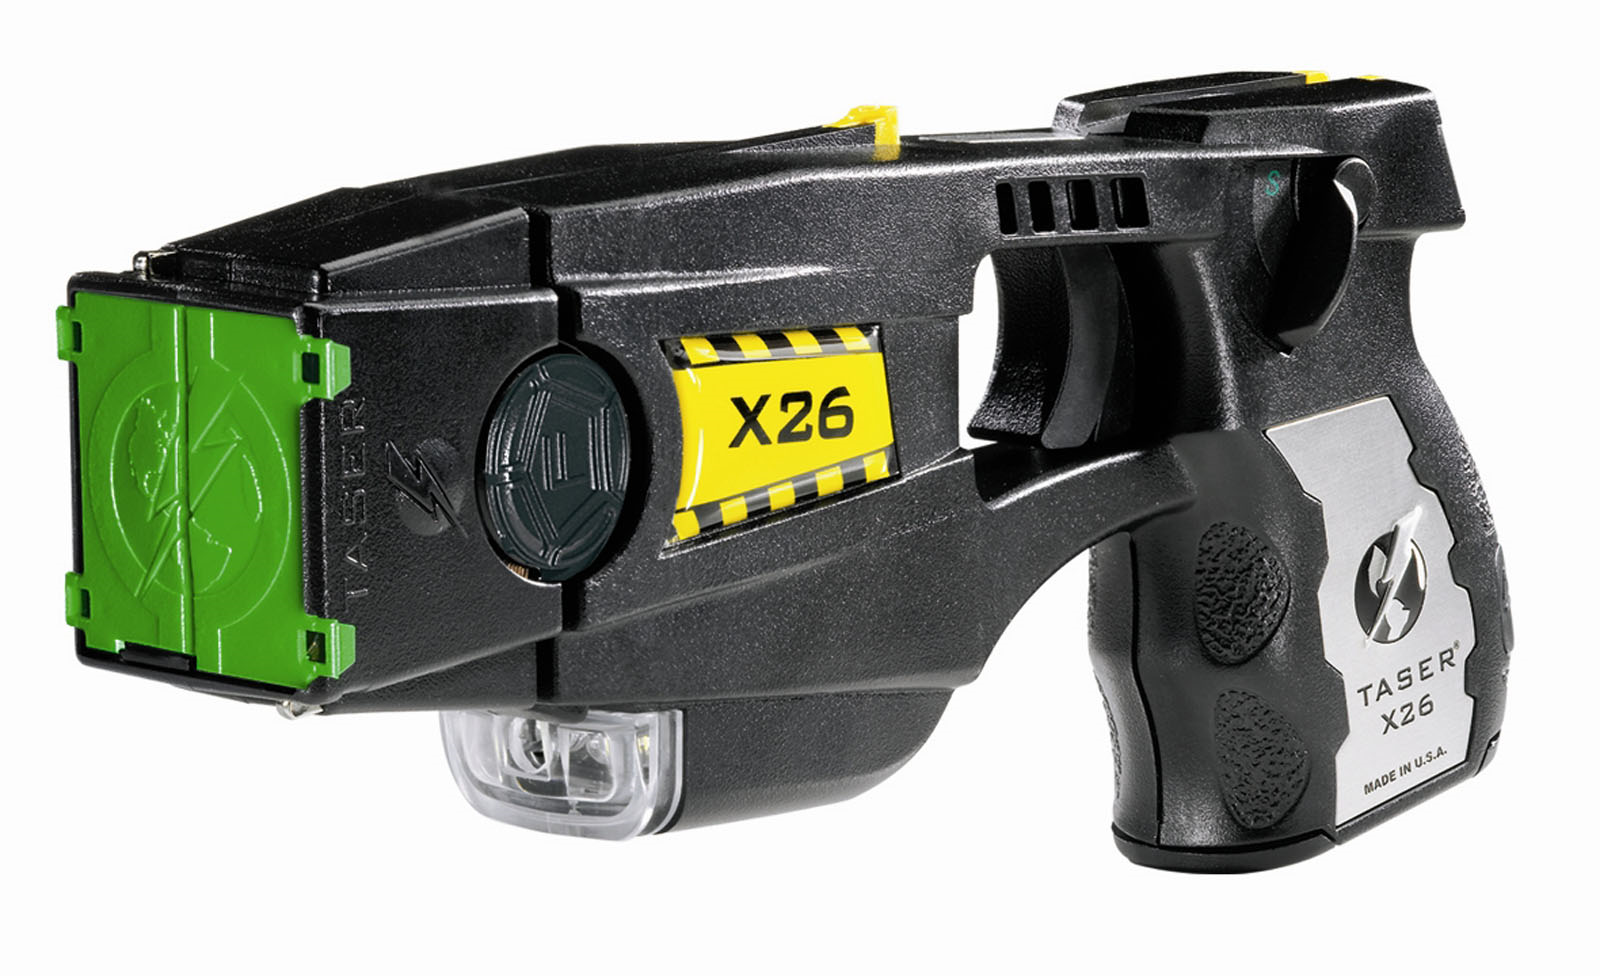 S
TASER
X26
TASER®
X26
MADE IN U.S.A.